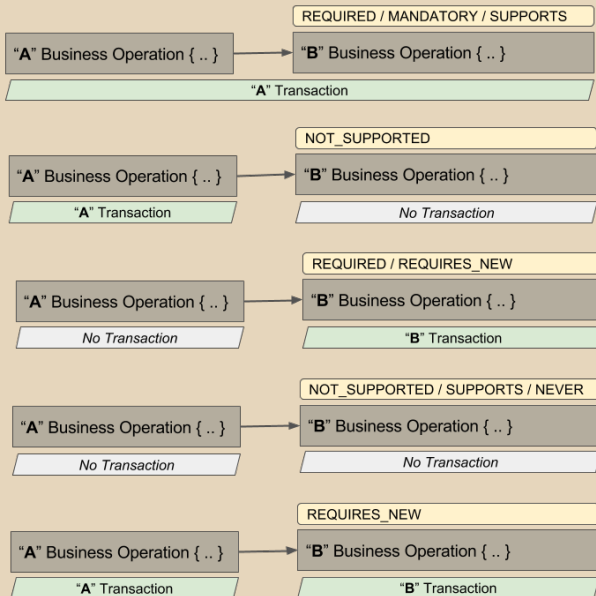 REQUIRED / MANDATORY / SUPPORTS
“A” Business Operation { .. }
“B” Business Operation { .. }
“A” Transaction
NOT_SUPPORTED
“A” Business Operation { .. }
“B” Business Operation { .. }
“A” Transaction
No Transaction
REQUIRED / REQUIRES_NEW
“A” Business Operation { .. }
“B” Business Operation { .. }
No Transaction
“B” Transaction
NOT_SUPPORTED / SUPPORTS / NEVER
“A” Business Operation { .. }
“B” Business Operation { .. }
No Transaction
No Transaction
REQUIRES_NEW
“A” Business Operation { .. }
“B” Business Operation { .. }
“A” Transaction
“B” Transaction